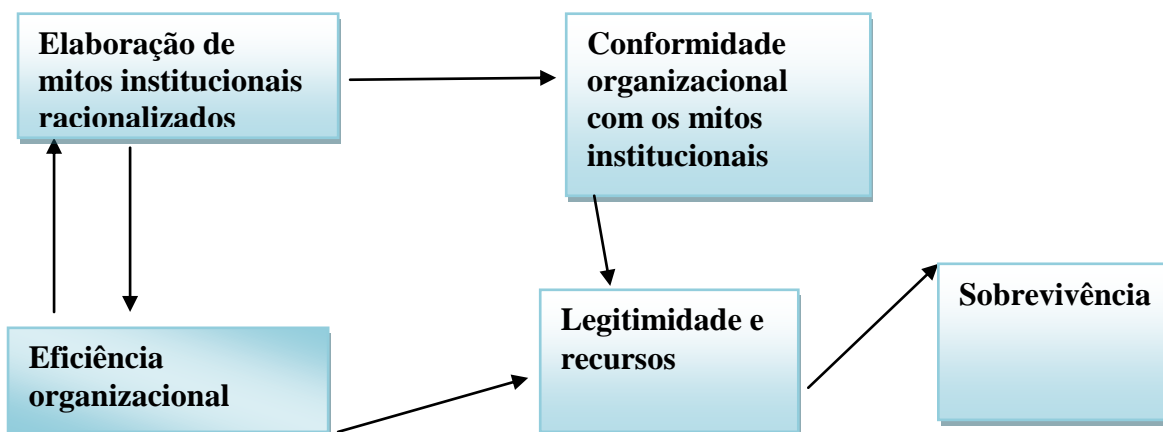 Elaboração de
mitos institucionais
racionalizados
Conformidade
organizacional
com os mitos
institucionais
Eficiência
organizacional
Legitimidade e
recursos
Sobrevivência